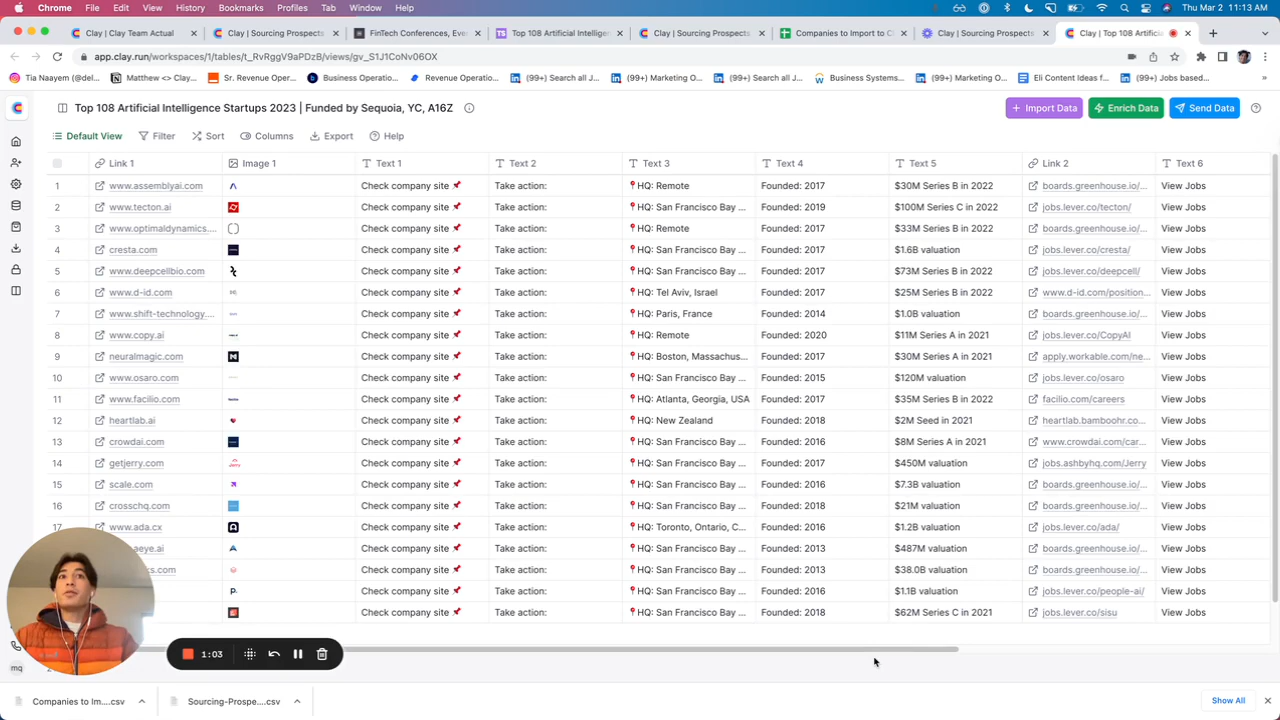 Chrome File Edit View History Bookmarks Profiles Tab Window Help Thu Mar 2 11:13 AM
Clay | Clay Team Actual Clay | Sourcing Prospects FinTech Conferences, Eve Top 108 Artificial Intellige Clay | Sourcing Prospects Companies to Import to C Clay | Sourcing Prospects Clay | Top 108 Artificial
app.clay.run/workspaces/1/tables/t_RvRggV9aPDzB/views/gv_S1J1CoNv06OX
Tia Naayem (@del... Matthew <> Clay... Sr. Revenue Oper... Business Operatio... Revenue Operatio... (99+) Search all J... (99+) Marketing O... (99+) Search all J... (99+) Marketing O... Business Systems... (99+) Marketing O... Eli Content Ideas f... (99+) Jobs based... »
Top 108 Artificial Intelligence Startups 2023 | Funded by Sequoia, YC, A16Z
Import Data Enrich Data Send Data
Default View Filter Sort Columns Export Help
Link 1 Image 1 Text 1 Text 2 Text 3 Text 4 Text 5 Link 2 Text 6
1 www.assemblyai.com Check company site Take action: HQ: Remote Founded: 2017 $30M Series B in 2022 boards.greenhouse.io/... View Jobs
2 www.tecton.ai Check company site Take action: HQ: San Francisco Bay ... Founded: 2019 $100M Series C in 2022 jobs.lever.co/tecton/ View Jobs
3 www.optimaldynamics.... Check company site Take action: HQ: Remote Founded: 2017 $33M Series B in 2022 boards.greenhouse.io/... View Jobs
4 cresta.com Check company site Take action: HQ: San Francisco Bay ... Founded: 2017 $1.6B valuation jobs.lever.co/cresta/ View Jobs
5 www.deepcellbio.com Check company site Take action: HQ: San Francisco Bay ... Founded: 2017 $73M Series B in 2022 jobs.lever.co/deepcell/ View Jobs
6 www.d-id.com Check company site Take action: HQ: Tel Aviv, Israel Founded: 2017 $25M Series B in 2022 www.d-id.com/position... View Jobs
7 www.shift-technology.... Check company site Take action: HQ: Paris, France Founded: 2014 $1.0B valuation boards.greenhouse.io/... View Jobs
8 www.copy.ai Check company site Take action: HQ: Remote Founded: 2020 $11M Series A in 2021 jobs.lever.co/CopyAI View Jobs
9 neuralmagic.com Check company site Take action: HQ: Boston, Massachus... Founded: 2017 $30M Series A in 2021 apply.workable.com/ne... View Jobs
10 www.osaro.com Check company site Take action: HQ: San Francisco Bay ... Founded: 2015 $120M valuation jobs.lever.co/osaro View Jobs
11 www.facilio.com Check company site Take action: HQ: Atlanta, Georgia, USA Founded: 2017 $35M Series B in 2022 facilio.com/careers View Jobs
12 heartlab.ai Check company site Take action: HQ: New Zealand Founded: 2018 $2M Seed in 2021 heartlab.bamboohr.co... View Jobs
13 crowdai.com Check company site Take action: HQ: San Francisco Bay ... Founded: 2016 $8M Series A in 2021 www.crowdai.com/car... View Jobs
14 getjerry.com Check company site Take action: HQ: San Francisco Bay ... Founded: 2017 $450M valuation jobs.ashbyhq.com/Jerry View Jobs
15 scale.com Check company site Take action: HQ: San Francisco Bay ... Founded: 2016 $7.3B valuation boards.greenhouse.io/... View Jobs
16 crosschq.com Check company site Take action: HQ: San Francisco Bay ... Founded: 2018 $21M valuation boards.greenhouse.io/... View Jobs
17 www.ada.cx Check company site Take action: HQ: Toronto, Ontario, C... Founded: 2016 $1.2B valuation jobs.lever.co/ada/ View Jobs
.aeye.ai Check company site Take action: HQ: San Francisco Bay ... Founded: 2013 $487M valuation boards.greenhouse.io/... View Jobs
ks.com Check company site Take action: HQ: San Francisco Bay ... Founded: 2013 $38.0B valuation boards.greenhouse.io/... View Jobs
p. Check company site Take action: HQ: San Francisco Bay ... Founded: 2016 $1.1B valuation jobs.lever.co/people-ai/ View Jobs
Check company site Take action: HQ: San Francisco Bay ... Founded: 2018 $62M Series C in 2021 jobs.lever.co/sisu View Jobs
1:03
mq
Companies to Im....csv Sourcing-Prospe....csv Show All